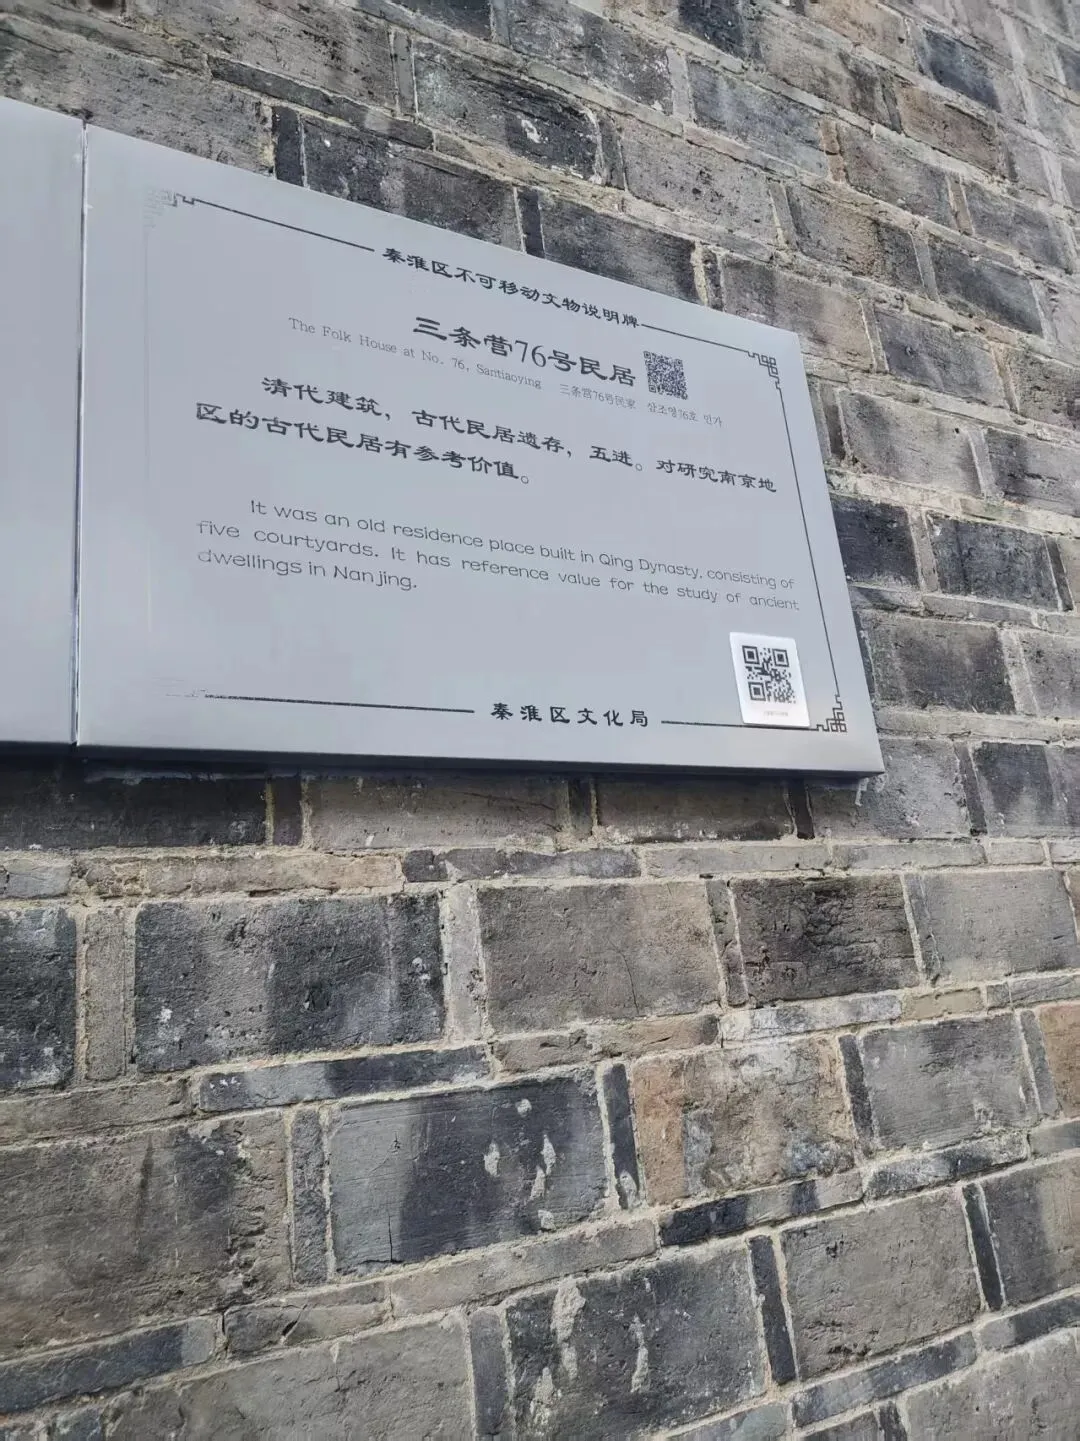 秦淮区不可移动文物说明牌
三条营76号民居
The Folk House at No. 76, Santiaoying 三条营76号民家 산조영76호 민가
清代建筑，古代民居遗存，五进。对研究南京地
区的古代民居有参考价值。
It was an old residence place built in Qing Dynasty, consisting of
five courtyards. It has reference value for the study of ancient
dwellings in Nanjing.
秦淮区文化局